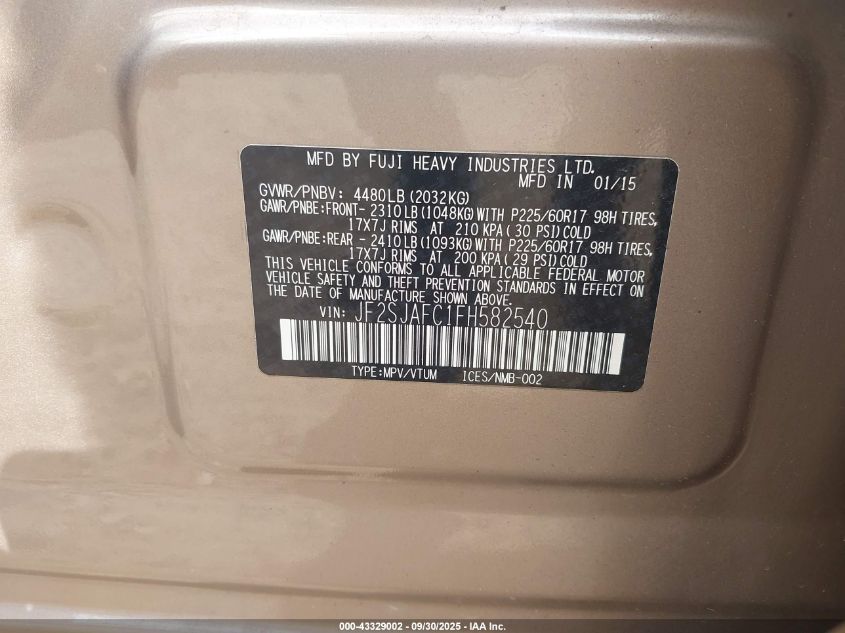 MFD BY FUJI HEAVY INDUSTRIES LTD.
MFD IN 01/15
GVWR/PNBV: 4480LB(2032KG)
GAWR/PNBE:FRONT- 2310LB(1048KG)WITH P225/60R17 98H TIRES,
17X7J RIMS AT 210 KPA( 30 PSI)COLD
GAWR/PNBE:REAR - 2410LB(1093KG)WITH P225/60R17 98H TIRES,
17X7J RIMS AT 200 KPA( 29 PSI)COLD
THIS VEHICLE CONFORMS TO ALL APPLICABLE FEDERAL MOTOR
VEHICLE SAFETY AND THEFT PREVENTION STANDARDS IN EFFECT ON
THE DATE OF MANUFACTURE SHOWN ABOVE.
VIN: JF2SJAFC1FH582540
TYPE:MPV/VTUM ICES/NMB-002
000-43329002 - 09/30/2025 - IAA Inc.